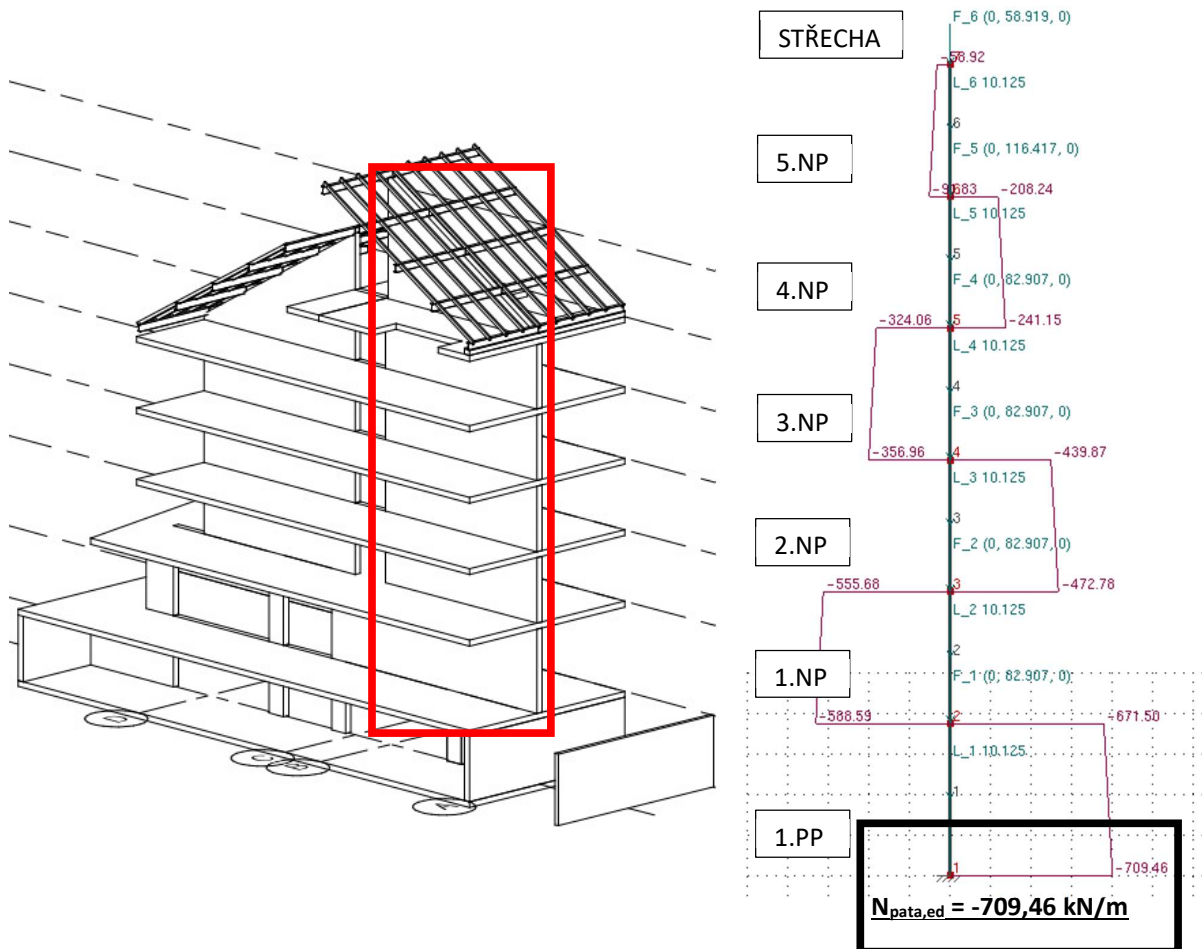 STŘECHA
F_6 (0, 58.919, 0)
-58.92
L_6 10.125
6
5.NP
F_5 (0, 116.417, 0)
-208.24
L_5 10.125
5
4.NP
F_4 (0, 82.907, 0)
-324.06
5
-241.15
L_4 10.125
4
3.NP
F_3 (0, 82.907, 0)
-356.96
4
-439.87
L_3 10.125
3
2.NP
F_2 (0, 82.907, 0)
-555.68
3
-472.78
L_2 10.125
2
1.NP
F_1 (0, 82.907, 0)
-588.59
2
-671.50
L_1 10.125
1
1.PP
1
-709.46
Npata,ed = -709,46 kN/m
D
C
B
A